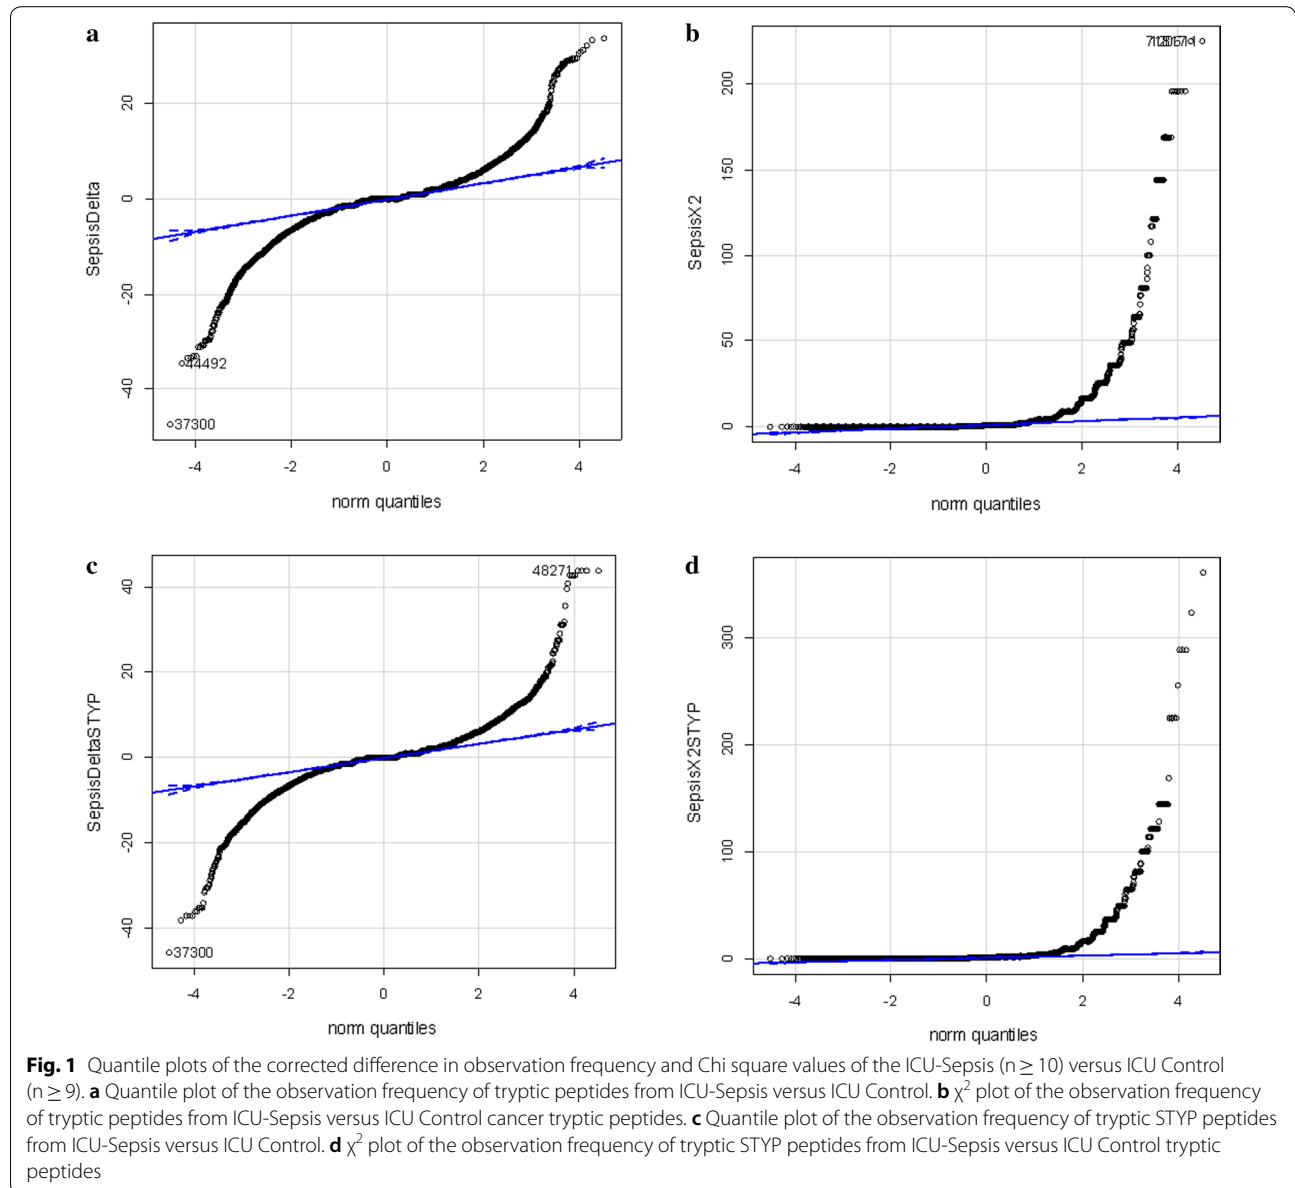 a
SepsisDelta
20
0
-20
-40
44492
37300
-4
-2
0
2
4
norm quantiles
b
SepsisX2
200
150
100
50
0
-4
-2
0
2
4
norm quantiles
c
SepsisDeltaSTYP
40
20
0
-20
-40
48271
37300
-4
-2
0
2
4
norm quantiles
d
SepsisX2STYP
300
200
100
0
-4
-2
0
2
4
norm quantiles
Fig. 1 Quantile plots of the corrected difference in observation frequency and Chi square values of the ICU-Sepsis (n ≥ 10) versus ICU Control
(n ≥ 9). a Quantile plot of the observation frequency of tryptic peptides from ICU-Sepsis versus ICU Control. b χ² plot of the observation frequency
of tryptic peptides from ICU-Sepsis versus ICU Control cancer tryptic peptides. c Quantile plot of the observation frequency of tryptic STYP peptides
from ICU-Sepsis versus ICU Control. d χ² plot of the observation frequency of tryptic STYP peptides from ICU-Sepsis versus ICU Control tryptic
peptides